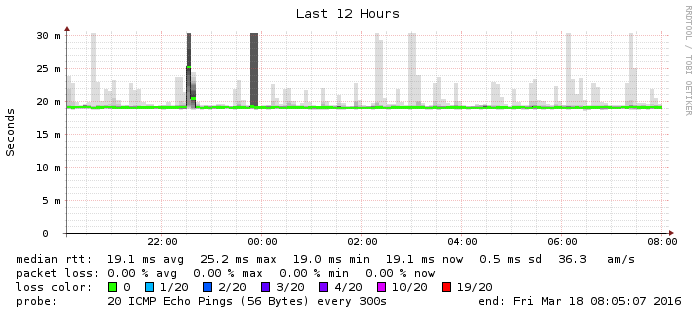 Last 12 Hours
RRDTOOL / TOBI OETIKER
Seconds
30 m
25 m
20 m
15 m
10 m
5 m
0
22:00 00:00 02:00 04:00 06:00 08:00
median rtt: 19.1 ms avg 25.2 ms max 19.0 ms min 19.1 ms now 0.5 ms sd 36.3 am/s
packet loss: 0.00 % avg 0.00 % max 0.00 % min 0.00 % now
loss color: 0 1/20 2/20 3/20 4/20 10/20 19/20
probe: 20 ICMP Echo Pings (56 Bytes) every 300s end: Fri Mar 18 08:05:07 2016